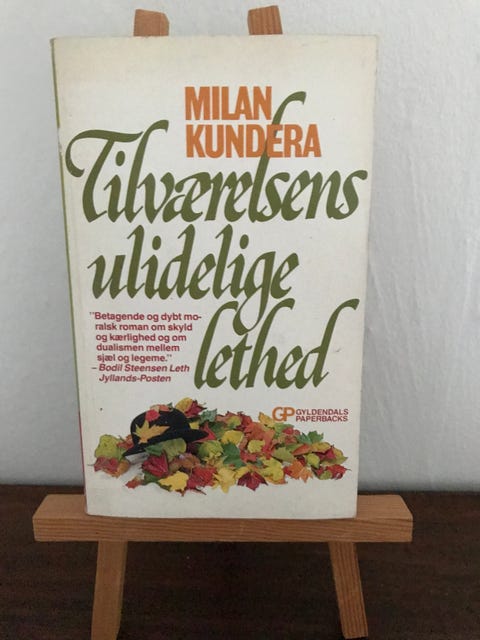 MILAN
KUNDERA
Tilværelsens
ulidelige
lethed
"Betagende og dybt mo-
ralsk roman om skyld
og kærlighed og om
dualismen mellem
sjæl og legeme."
– Bodil Steensen Leth
Jyllands-Posten
GP GYLDENDALS
PAPERBACKS